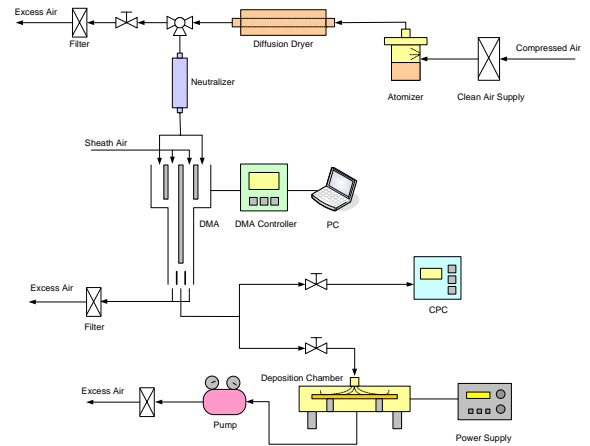 Excess Air
Filter
Diffusion Dryer
Compressed Air
Atomizer
Clean Air Supply
Neutralizer
Sheath Air
DMA
DMA Controller
PC
Excess Air
Filter
CPC
Deposition Chamber
Excess Air
Pump
Power Supply